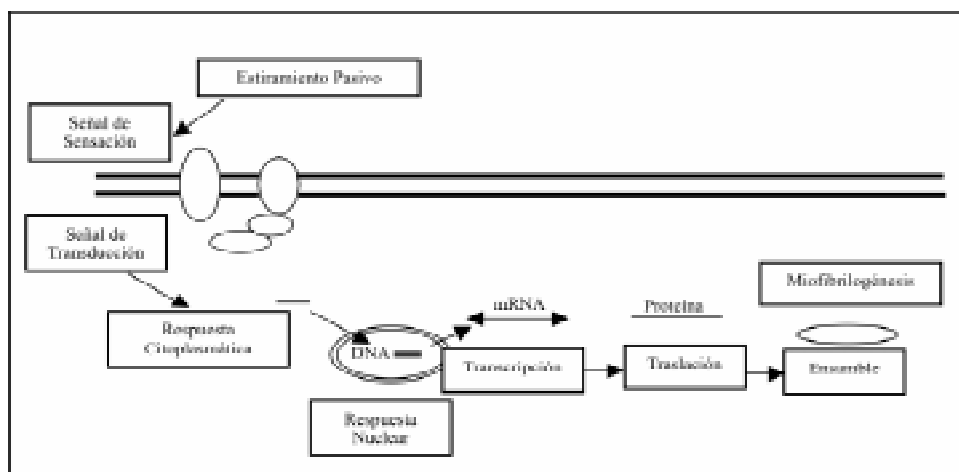 Estiramiento Pasivo
Señal de
Sensación
Señal de
Transducción
Respuesta
Citoplasmática
DNA
Respuesta
Nuclear
mRNA
Transcripción
Proteína
Traslación
Miofibrilogénesis
Ensamble